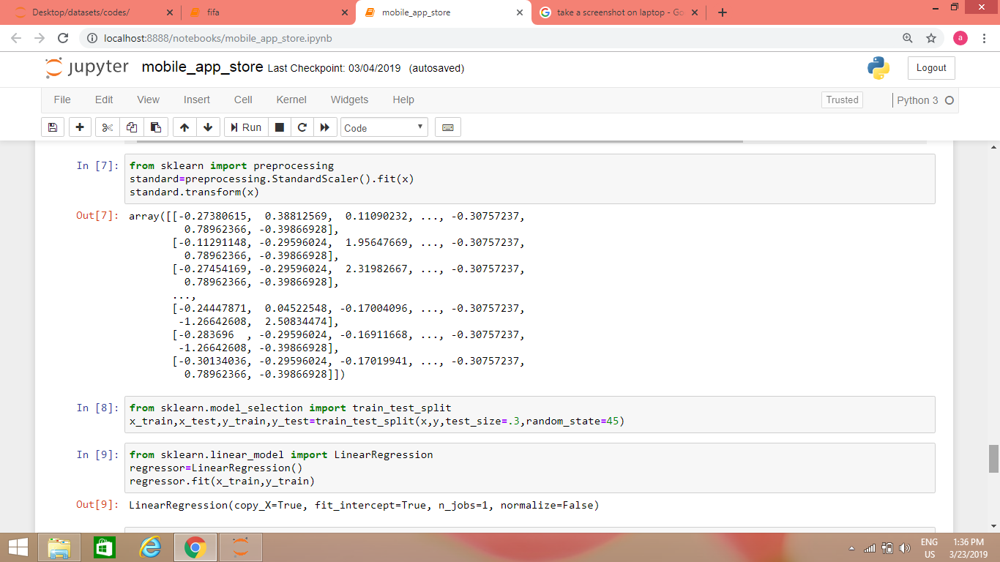 Desktop/datasets/codes/
fifa
mobile_app_store
take a screenshot on laptop - Go
localhost:8888/notebooks/mobile_app_store.ipynb
a
jupyter mobile_app_store Last Checkpoint: 03/04/2019 (autosaved)
Logout
File Edit View Insert Cell Kernel Widgets Help
Trusted
Python 3
Run
Code
In [7]:
from sklearn import preprocessing
standard=preprocessing.StandardScaler().fit(x)
standard.transform(x)
Out[7]:
array([[-0.27380615,  0.38812569,  0.11090232, ..., -0.30757237,
         0.78962366, -0.39866928],
       [-0.11291148, -0.29596024,  1.95647669, ..., -0.30757237,
         0.78962366, -0.39866928],
       [-0.27454169, -0.29596024,  2.31982667, ..., -0.30757237,
         0.78962366, -0.39866928],
       ...,
       [-0.24447871,  0.04522548, -0.17004096, ..., -0.30757237,
        -1.26642608,  2.50834474],
       [-0.283696  , -0.29596024, -0.16911668, ..., -0.30757237,
        -1.26642608, -0.39866928],
       [-0.30134036, -0.29596024, -0.17019941, ..., -0.30757237,
         0.78962366, -0.39866928]])
In [8]:
from sklearn.model_selection import train_test_split
x_train,x_test,y_train,y_test=train_test_split(x,y,test_size=.3,random_state=45)
In [9]:
from sklearn.linear_model import LinearRegression
regressor=LinearRegression()
regressor.fit(x_train,y_train)
Out[9]:
LinearRegression(copy_X=True, fit_intercept=True, n_jobs=1, normalize=False)
ENG
US
1:36 PM
3/23/2019